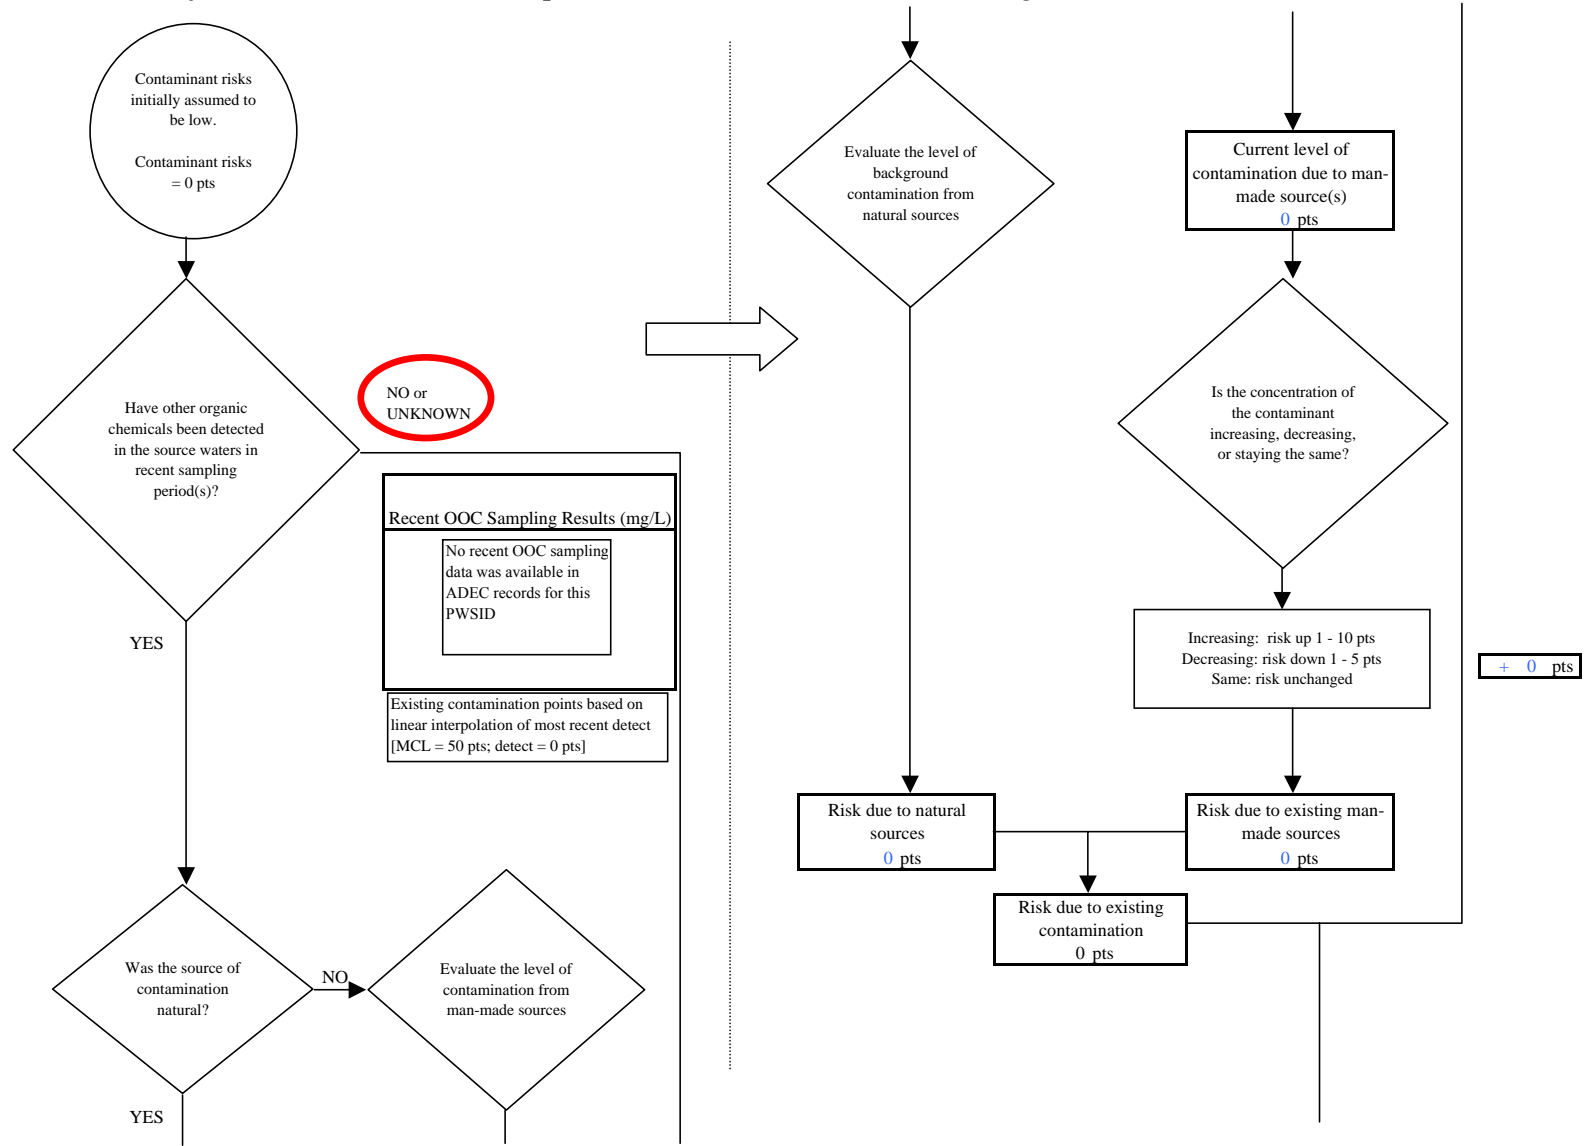 Contaminant risks
initially assumed to
be low.
Contaminant risks
= 0 pts
Have other organic
chemicals been detected
in the source waters in
recent sampling
period(s)?
NO or
UNKNOWN
Recent OOC Sampling Results (mg/L)
No recent OOC sampling
data was available in
ADEC records for this
PWSID
Existing contamination points based on
linear interpolation of most recent detect
[MCL = 50 pts; detect = 0 pts]
YES
Was the source of
contamination
natural?
NO
Evaluate the level of
contamination from
man-made sources
YES
Evaluate the level of
background
contamination from
natural sources
Current level of
contamination due to man-
made source(s)
0 pts
Is the concentration of
the contaminant
increasing, decreasing,
or staying the same?
Increasing: risk up 1 - 10 pts
Decreasing: risk down 1 - 5 pts
Same: risk unchanged
+ 0 pts
Risk due to natural
sources
0 pts
Risk due to existing man-
made sources
0 pts
Risk due to existing
contamination
0 pts